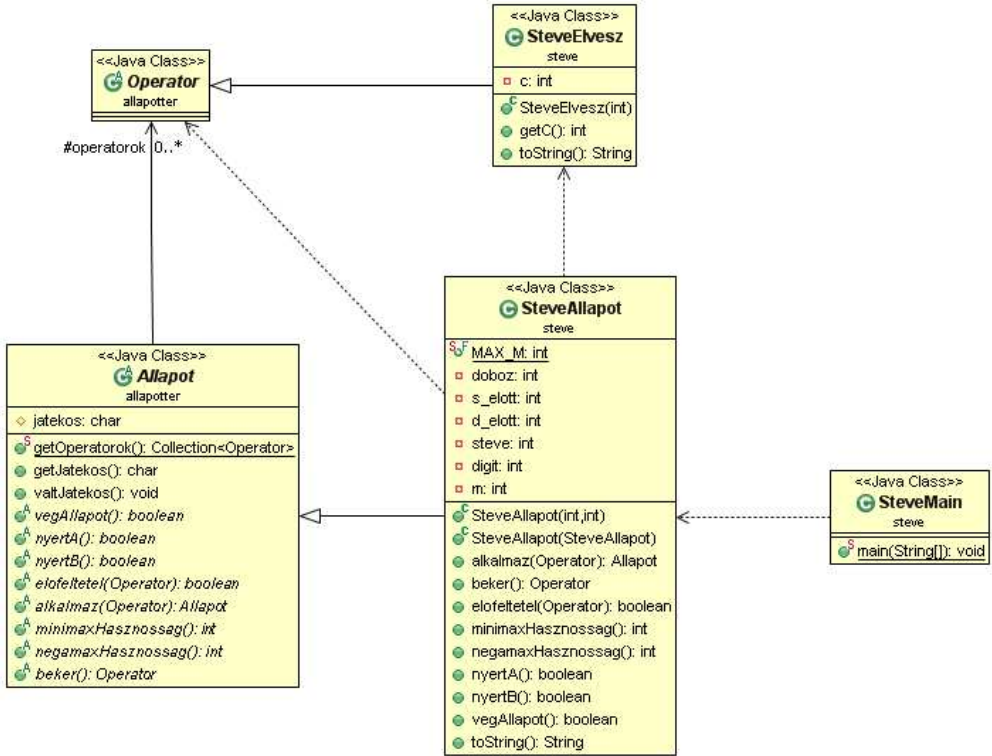 <<Java Class>>
SteveElvesz
steve
c: int
SteveElvesz(int)
getC(): int
toString(): String
<<Java Class>>
Operator
allapotter
#operatorok 0..*
<<Java Class>>
SteveAllapot
steve
MAX_M: int
doboz: int
s_elott: int
d_elott: int
steve: int
digit: int
m: int
SteveAllapot(int,int)
SteveAllapot(SteveAllapot)
alkalmaz(Operator): Allapot
beker(): Operator
elofeltetel(Operator): boolean
minimaxHasznossag(): int
negamaxHasznossag(): int
nyertA(): boolean
nyertB(): boolean
vegAllapot(): boolean
toString(): String
<<Java Class>>
Allapot
allapotter
jatekos: char
getOperatorok(): Collection<Operator>
getJatekos(): char
valtJatekos(): void
vegAllapot(): boolean
nyertA(): boolean
nyertB(): boolean
elofeltetel(Operator): boolean
alkalmaz(Operator): Allapot
minimaxHasznossag(): int
negamaxHasznossag(): int
beker(): Operator
<<Java Class>>
SteveMain
steve
main(String[]): void